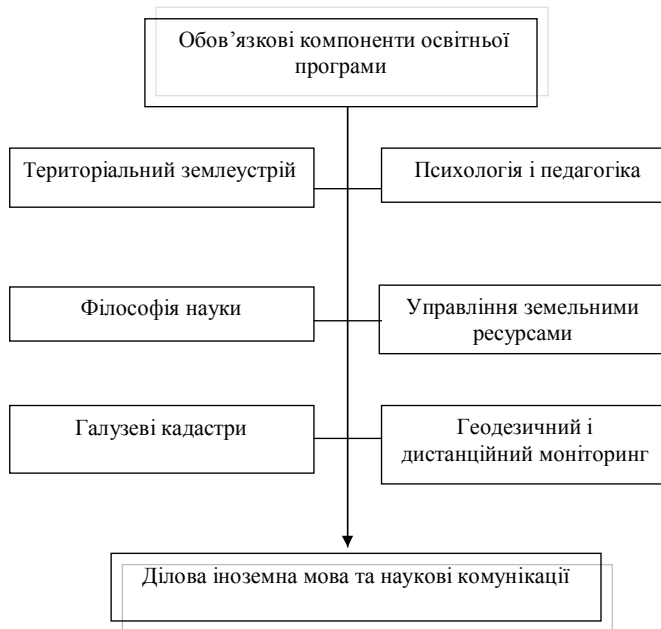 Обов’язкові компоненти освітньої
програми
Територіальний землеустрій
Психологія і педагогіка
Філософія науки
Управління земельними
ресурсами
Галузеві кадастри
Геодезичний і
дистанційний моніторинг
Ділова іноземна мова та наукові комунікації